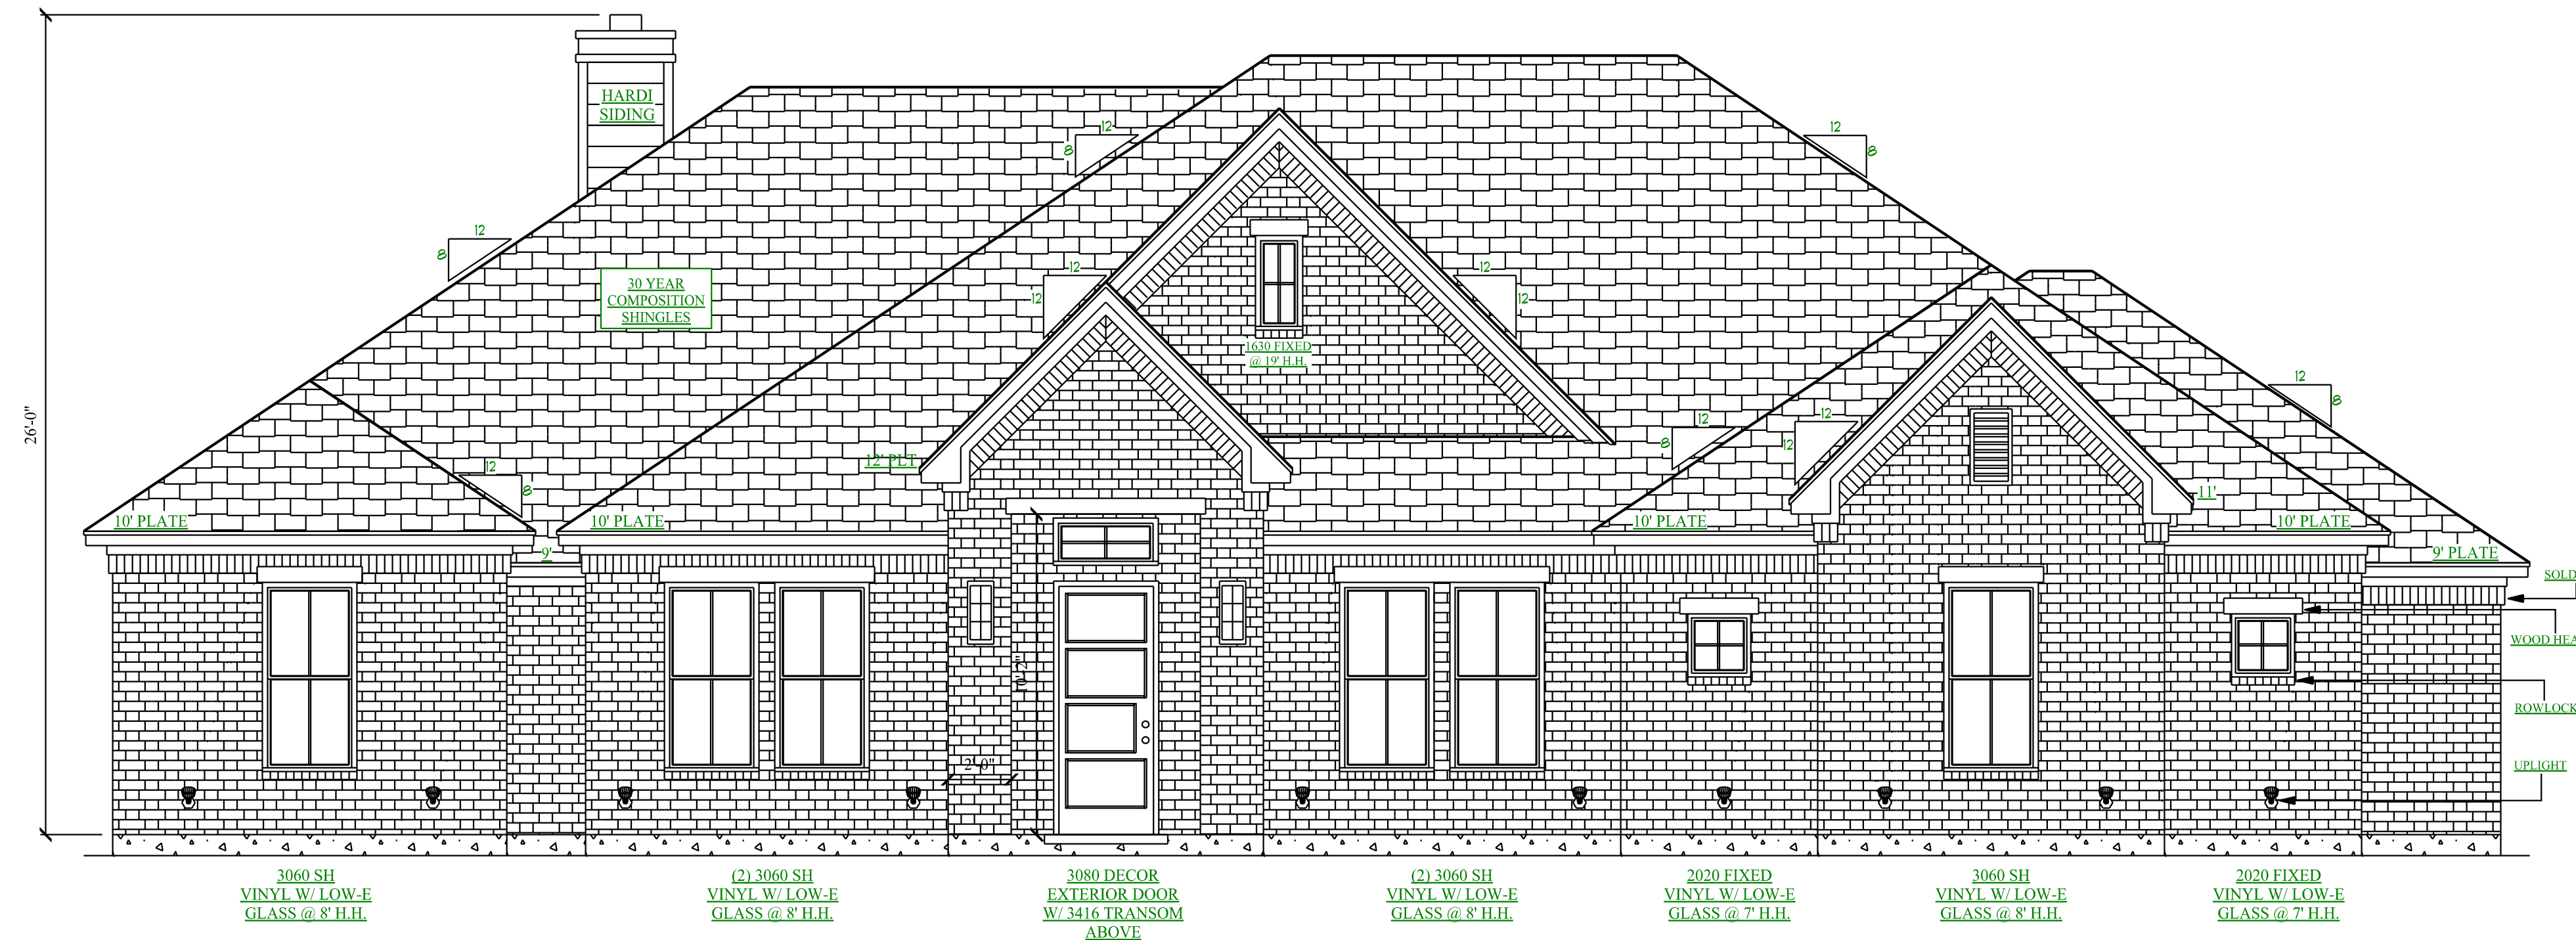 26'-0"
HARDI
SIDING
12
8
12
8
12
8
30 YEAR
COMPOSITION
SHINGLES
12
12
12
12
1630 FIXED
@ 19' H.H.
12
8
12
8
12
12
12' PLT
12
8
11'
10' PLATE
10' PLATE
10' PLATE
10' PLATE
9'
9' PLATE
SOLD
WOOD HEA
10'-2"
ROWLOCK
2'-0"
UPLIGHT
3060 SH
VINYL W/ LOW-E
GLASS @ 8' H.H.
(2) 3060 SH
VINYL W/ LOW-E
GLASS @ 8' H.H.
3080 DECOR
EXTERIOR DOOR
W/ 3416 TRANSOM
ABOVE
(2) 3060 SH
VINYL W/ LOW-E
GLASS @ 8' H.H.
2020 FIXED
VINYL W/ LOW-E
GLASS @ 7' H.H.
3060 SH
VINYL W/ LOW-E
GLASS @ 8' H.H.
2020 FIXED
VINYL W/ LOW-E
GLASS @ 7' H.H.